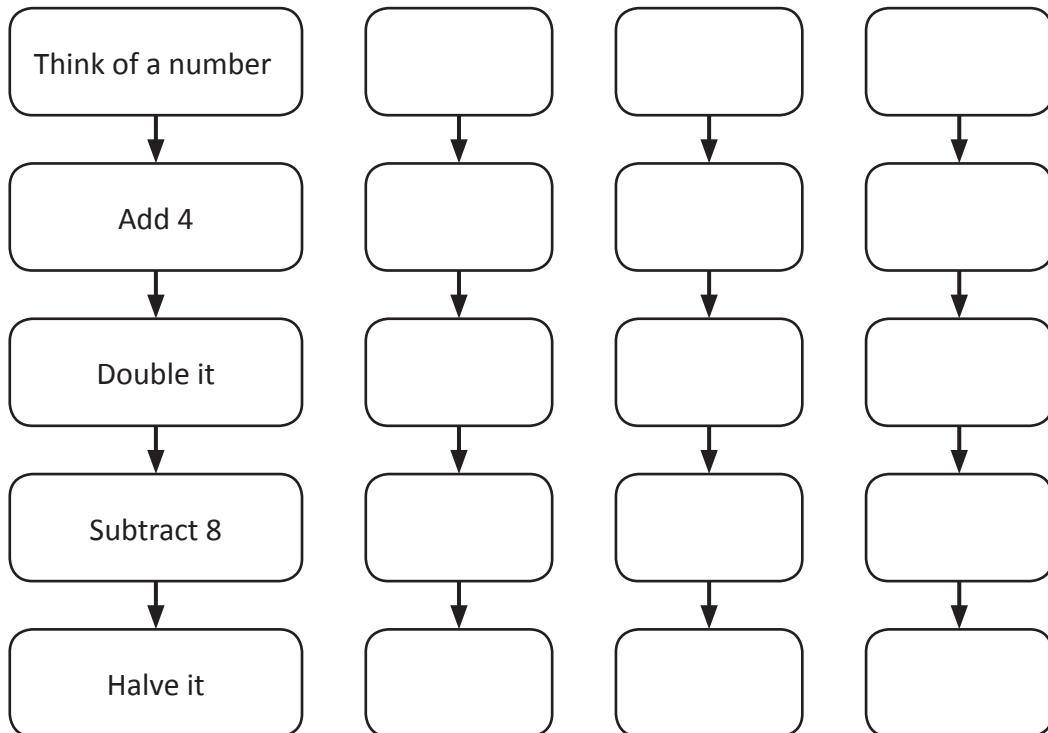 Think of a number
Add 4
Double it
Subtract 8
Halve it